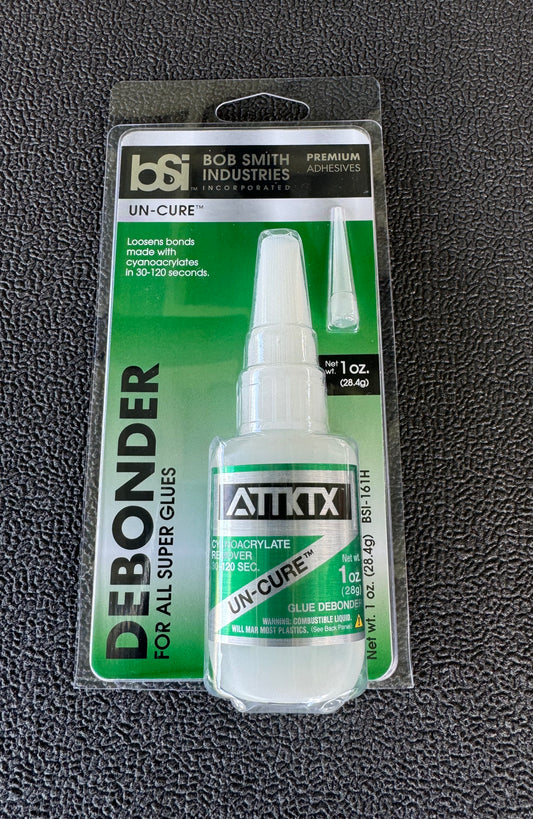 bsi™
BOB SMITH
INDUSTRIES
INCORPORATED
PREMIUM
ADHESIVES
UN-CURE™
Loosens bonds
made with
cyanoacrylates
in 30-120 seconds.
Net
wt. 1 oz.
(28.4g)
DEBONDER
FOR ALL SUPER GLUES
ATTKTX
CYANOACRYLATE
REMOVER
30-120 SEC.
UN-CURE™
Net wt.
1 oz.
(28g)
GLUE DEBONDER
WARNING: COMBUSTIBLE LIQUID.
WILL MAR MOST PLASTICS. (See Back Panel)
Net wt. 1 oz. (28.4g) BSI-161H